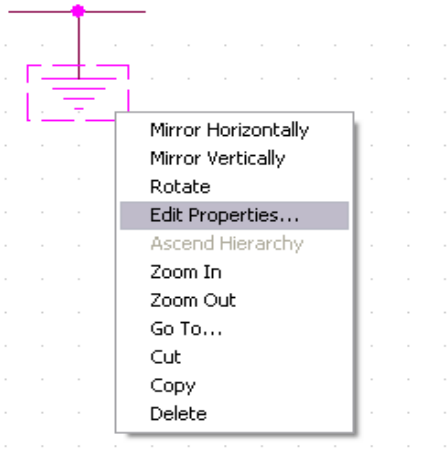 Mirror Horizontally
Mirror Vertically
Rotate
Edit Properties...
Ascend Hierarchy
Zoom In
Zoom Out
Go To...
Cut
Copy
Delete